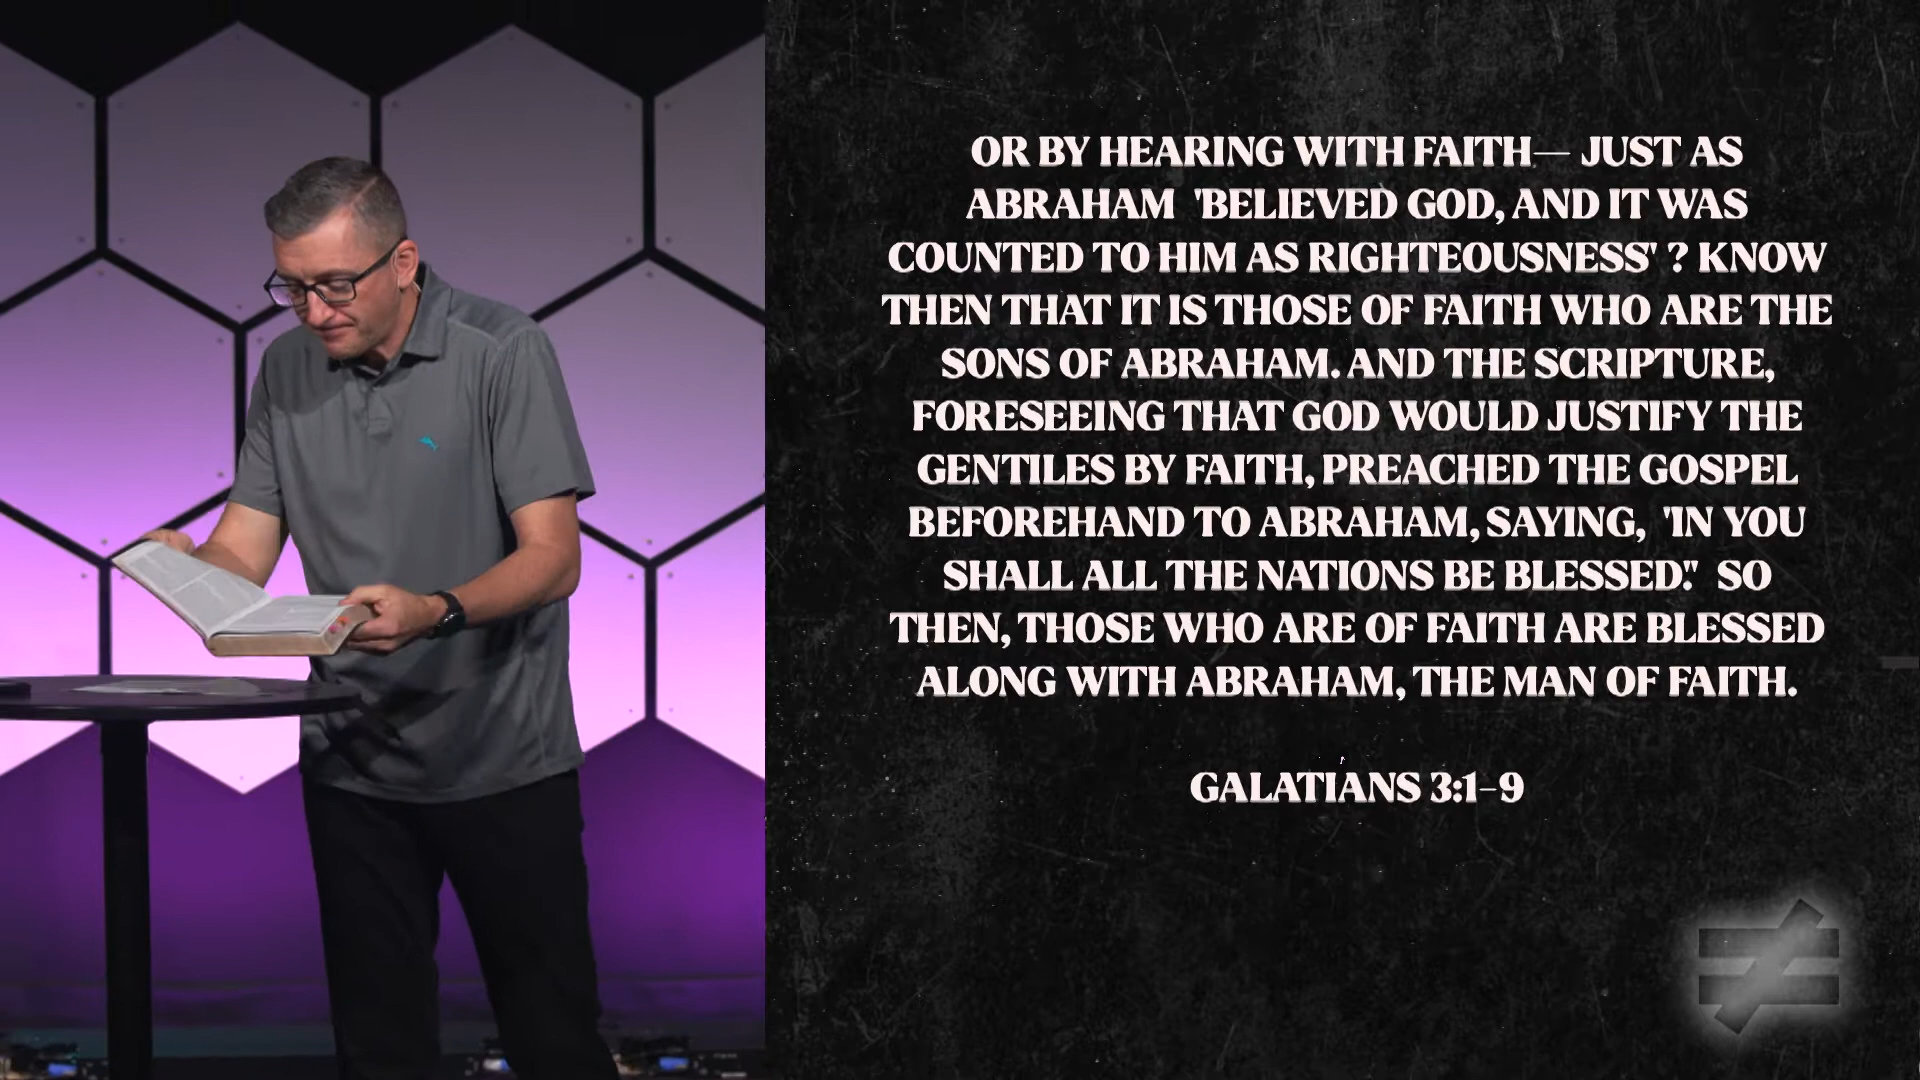 OR BY HEARING WITH FAITH— JUST AS
ABRAHAM 'BELIEVED GOD, AND IT WAS
COUNTED TO HIM AS RIGHTEOUSNESS' ? KNOW
THEN THAT IT IS THOSE OF FAITH WHO ARE THE
SONS OF ABRAHAM. AND THE SCRIPTURE,
FORESEEING THAT GOD WOULD JUSTIFY THE
GENTILES BY FAITH, PREACHED THE GOSPEL
BEFOREHAND TO ABRAHAM, SAYING, 'IN YOU
SHALL ALL THE NATIONS BE BLESSED." SO
THEN, THOSE WHO ARE OF FAITH ARE BLESSED
ALONG WITH ABRAHAM, THE MAN OF FAITH.
GALATIANS 3:1–9
≠